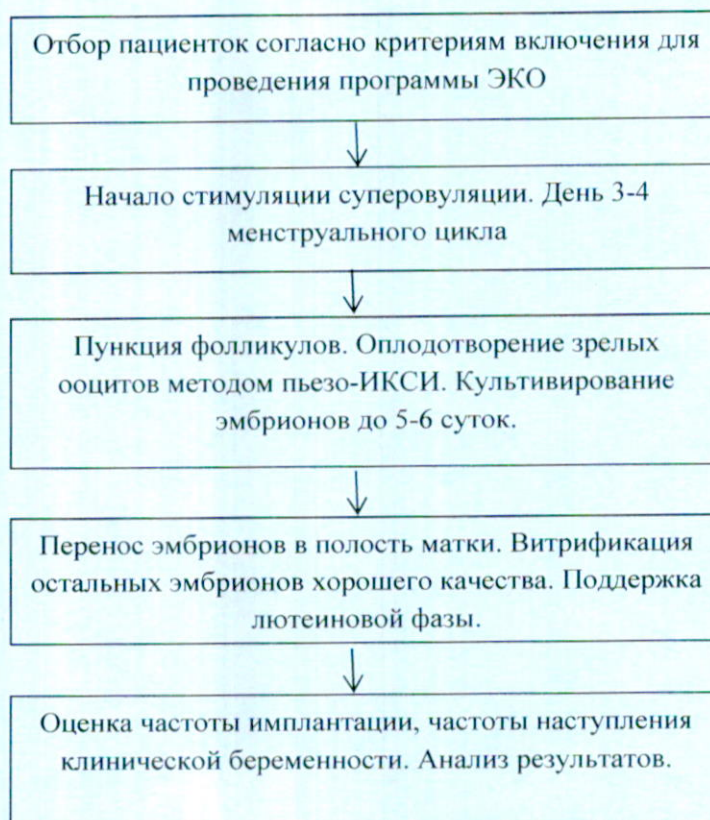 Отбор пациенток согласно критериям включения для
проведения программы ЭКО
Начало стимуляции суперовуляции. День 3-4
менструального цикла
Пункция фолликулов. Оплодотворение зрелых
ооцитов методом пьезо-ИКСИ. Культивирование
эмбрионов до 5-6 суток.
Перенос эмбрионов в полость матки. Витрификация
остальных эмбрионов хорошего качества. Поддержка
лютеиновой фазы.
Оценка частоты имплантации, частоты наступления
клинической беременности. Анализ результатов.